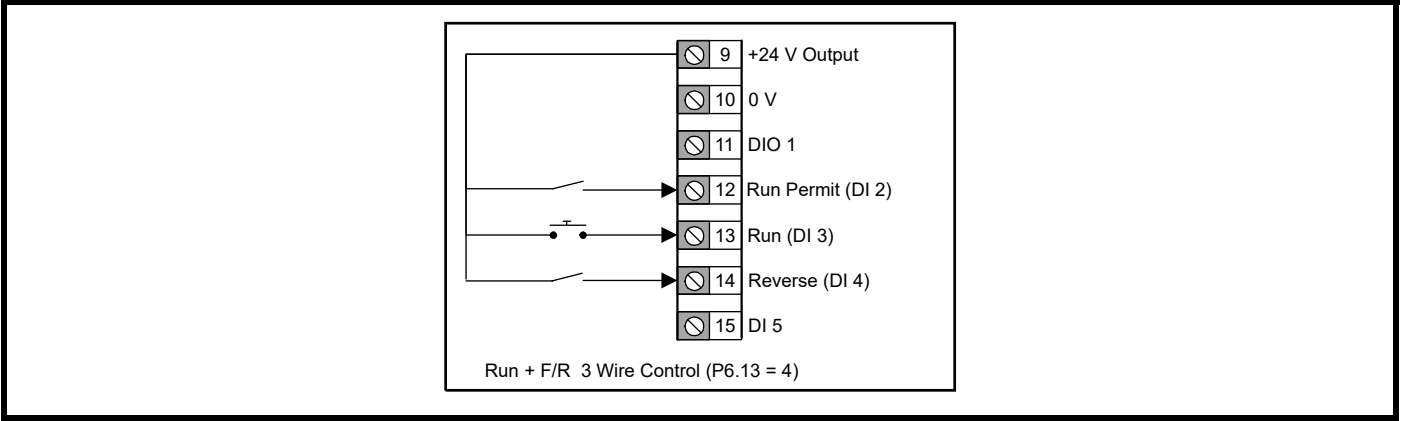 9 +24 V Output
10 0 V
11 DIO 1
12 Run Permit (DI 2)
13 Run (DI 3)
14 Reverse (DI 4)
15 DI 5
Run + F/R 3 Wire Control (P6.13 = 4)